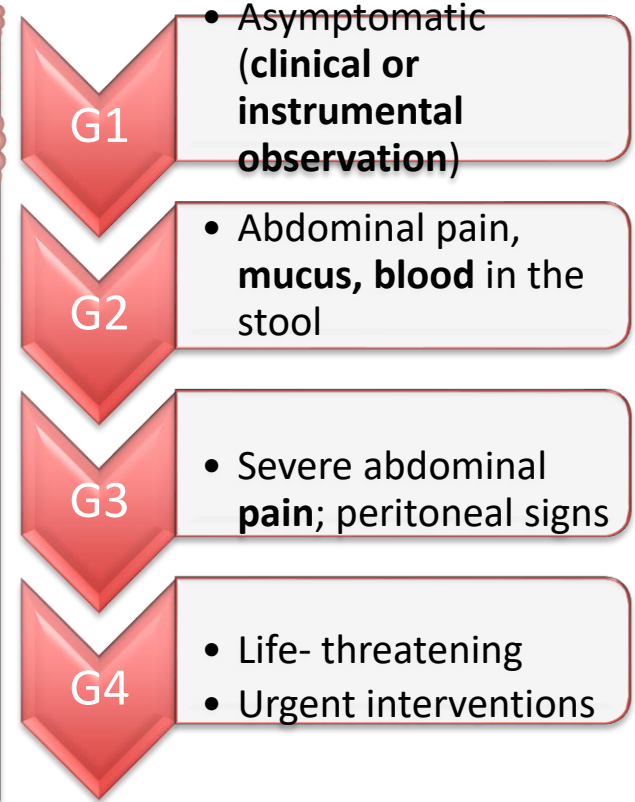 G1
• Asymptomatic
(clinical or
instrumental
observation)
G2
• Abdominal pain,
mucus, blood in the
stool
G3
• Severe abdominal
pain; peritoneal signs
G4
• Life- threatening
• Urgent interventions